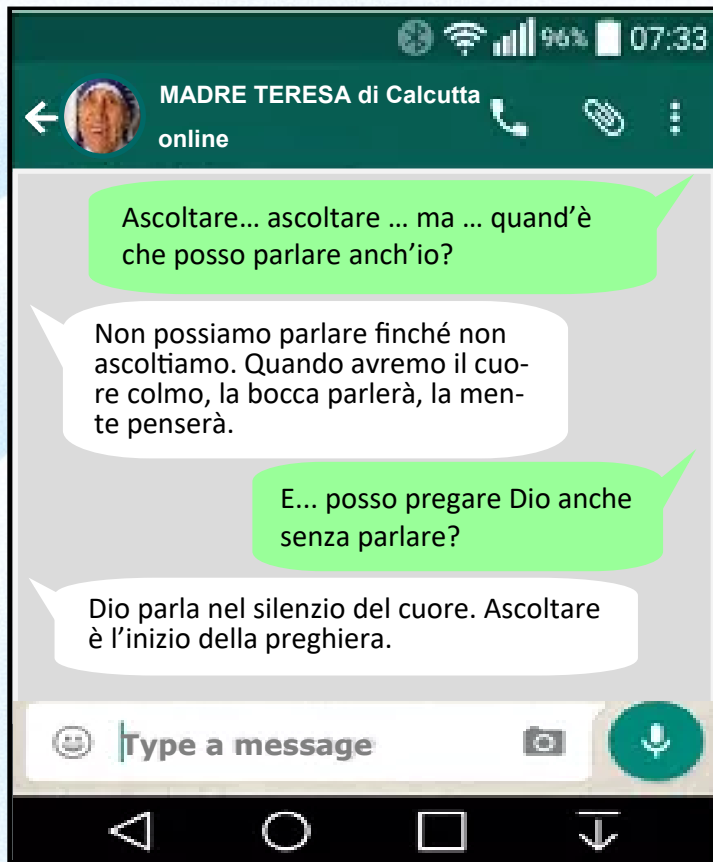 96% 07:33
MADRE TERESA di Calcutta
online
Ascoltare… ascoltare … ma … quand’è
che posso parlare anch’io?
Non possiamo parlare finché non
ascoltiamo. Quando avremo il cuo-
re colmo, la bocca parlerà, la men-
te penserà.
E... posso pregare Dio anche
senza parlare?
Dio parla nel silenzio del cuore. Ascoltare
è l’inizio della preghiera.
Type a message